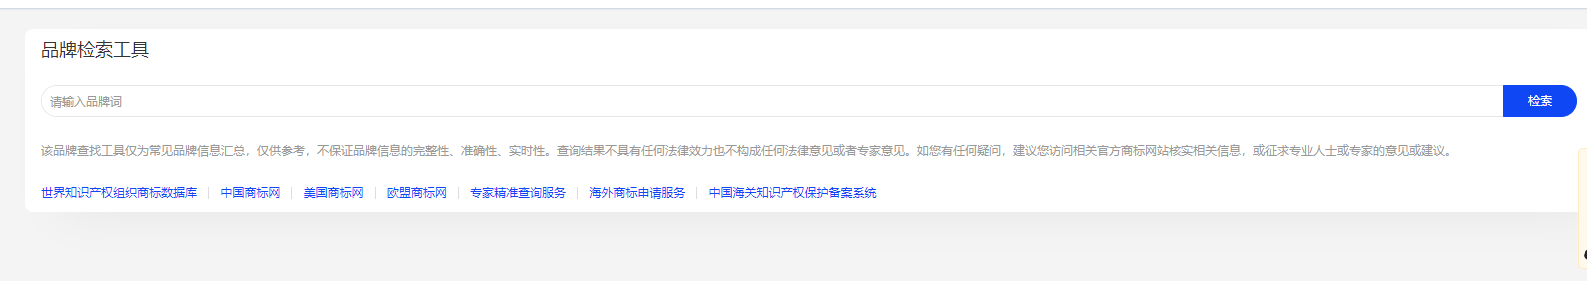 品牌检索工具
请输入品牌词
检索
该品牌查找工具仅为常见品牌信息汇总，仅供参考，不保证品牌信息的完整性、准确性、实时性。查询结果不具有任何法律效力也不构成任何法律意见或者专家意见。如您有任何疑问，建议您访问相关官方商标网站核实相关信息，或征求专业人士或专家的意见或建议。
世界知识产权组织商标数据库 | 中国商标网 | 美国商标网 | 欧盟商标网 | 专家精准查询服务 | 海外商标申请服务 | 中国海关知识产权保护备案系统